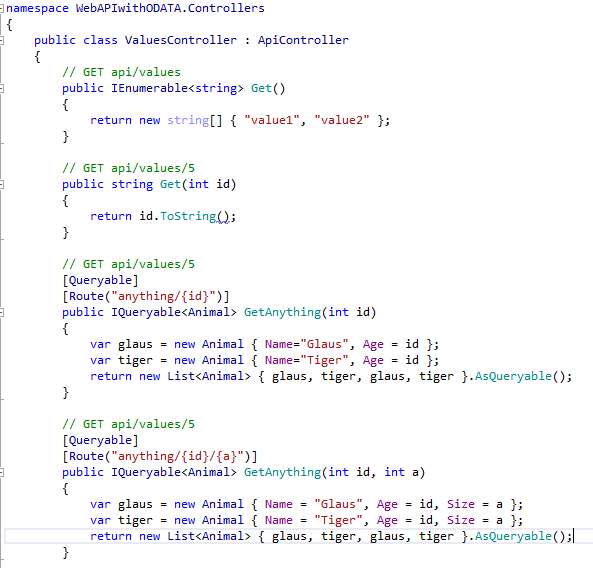 namespace WebAPIwithODATA.Controllers
{
    public class ValuesController : ApiController
    {
        // GET api/values
        public IEnumerable<string> Get()
        {
            return new string[] { "value1", "value2" };
        }

        // GET api/values/5
        public string Get(int id)
        {
            return id.ToString();
        }

        // GET api/values/5
        [Queryable]
        [Route("anything/{id}")]
        public IQueryable<Animal> GetAnything(int id)
        {
            var glaus = new Animal { Name="Glaus", Age = id };
            var tiger = new Animal { Name="Tiger", Age = id };
            return new List<Animal> { glaus, tiger, glaus, tiger }.AsQueryable();
        }

        // GET api/values/5
        [Queryable]
        [Route("anything/{id}/{a}")]
        public IQueryable<Animal> GetAnything(int id, int a)
        {
            var glaus = new Animal { Name = "Glaus", Age = id, Size = a };
            var tiger = new Animal { Name = "Tiger", Age = id, Size = a };
            return new List<Animal> { glaus, tiger, glaus, tiger }.AsQueryable();
        }